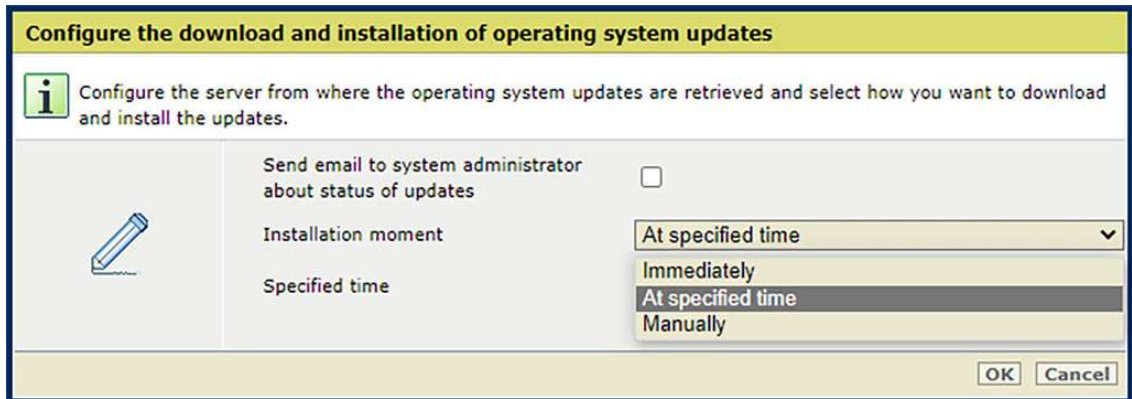 Configure the download and installation of operating system updates
i Configure the server from where the operating system updates are retrieved and select how you want to download
and install the updates.
Send email to system administrator
about status of updates
Installation moment At specified time
Immediately
Specified time
At specified time
Manually
OK Cancel